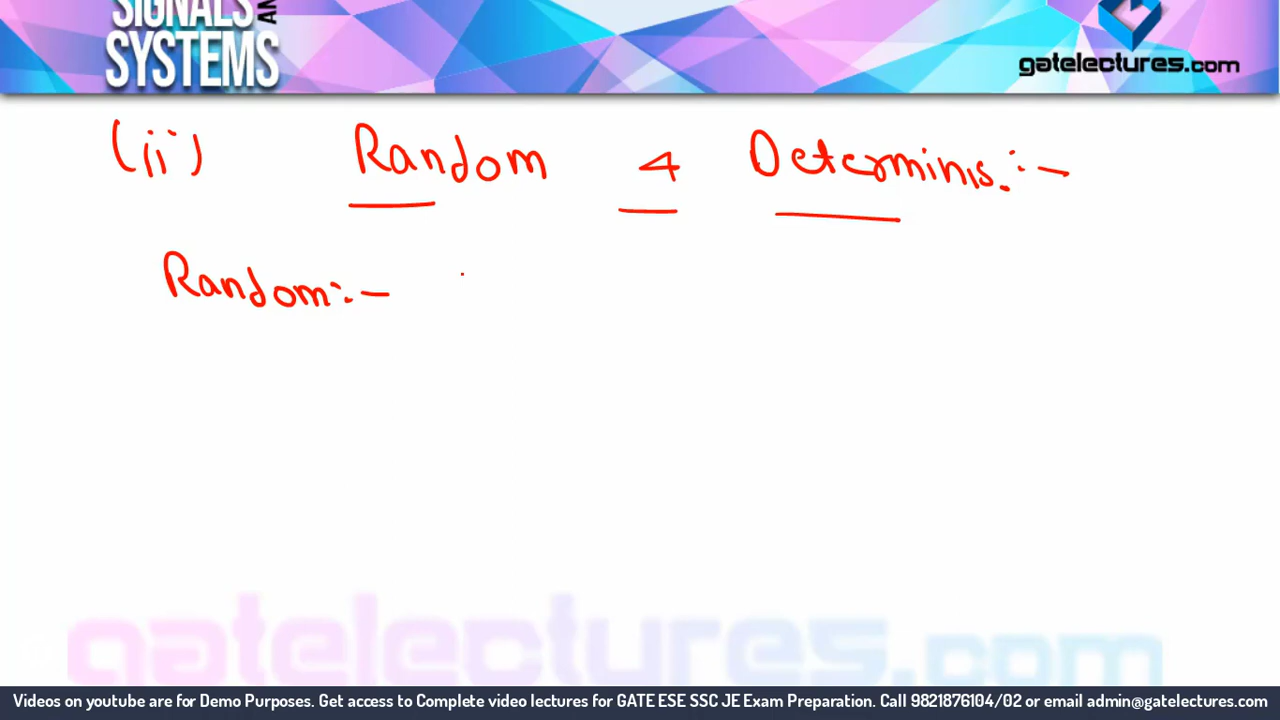 SIGNALS AND
SYSTEMS
gatelectures.com
(ii) Random & Determinis. :-
Random :-
gatelectures.com
Videos on youtube are for Demo Purposes. Get access to Complete video lectures for GATE ESE SSC JE Exam Preparation. Call 9821876104/02 or email admin@gatelectures.com